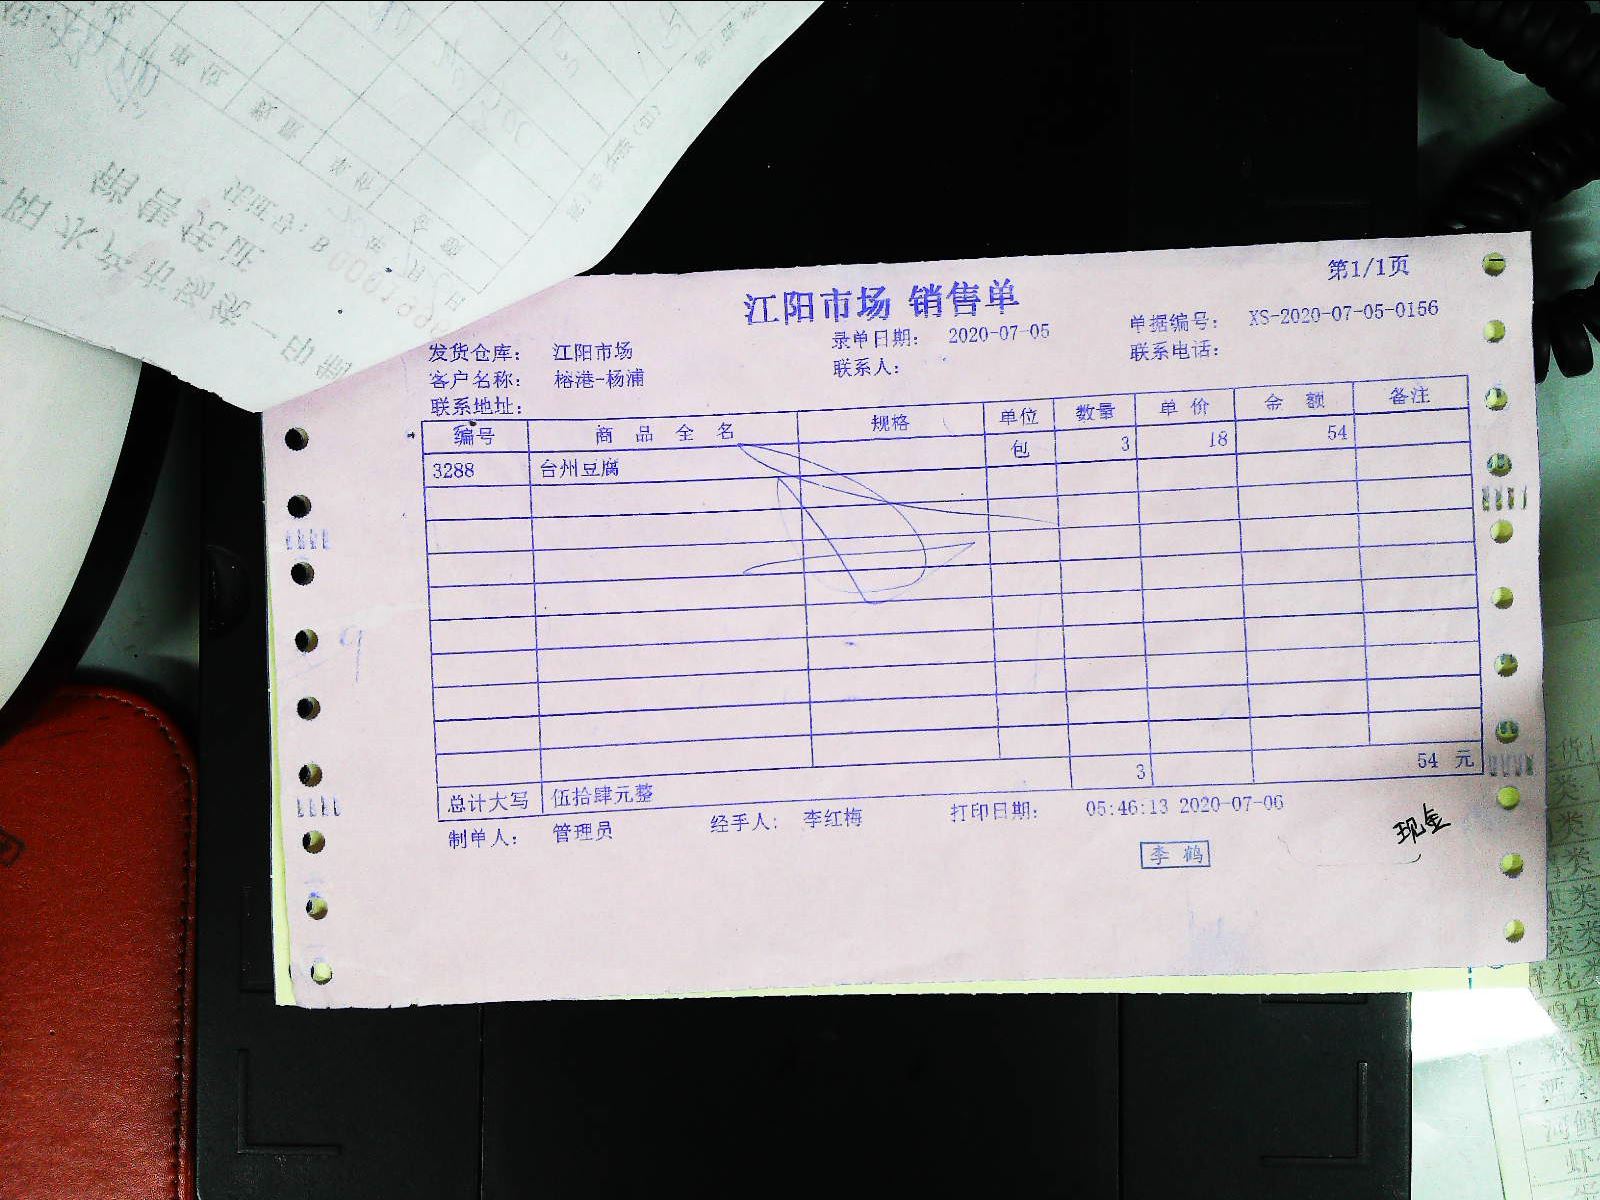 第1/1页
江阳市场 销售单
发货仓库: 江阳市场 录单日期: 2020-07-05 单据编号: XS-2020-07-05-0156
客户名称: 榕港-杨浦 联系人: 联系电话:
联系地址:
编号 商 品 全 名 规格 单位 数量 单 价 金 额 备注
3288 台州豆腐 包 3 18 54
3 54 元
总计大写 伍拾肆元整
制单人: 管理员 经手人: 李红梅 打印日期: 05:46:13 2020-07-06
李 鹤
现金